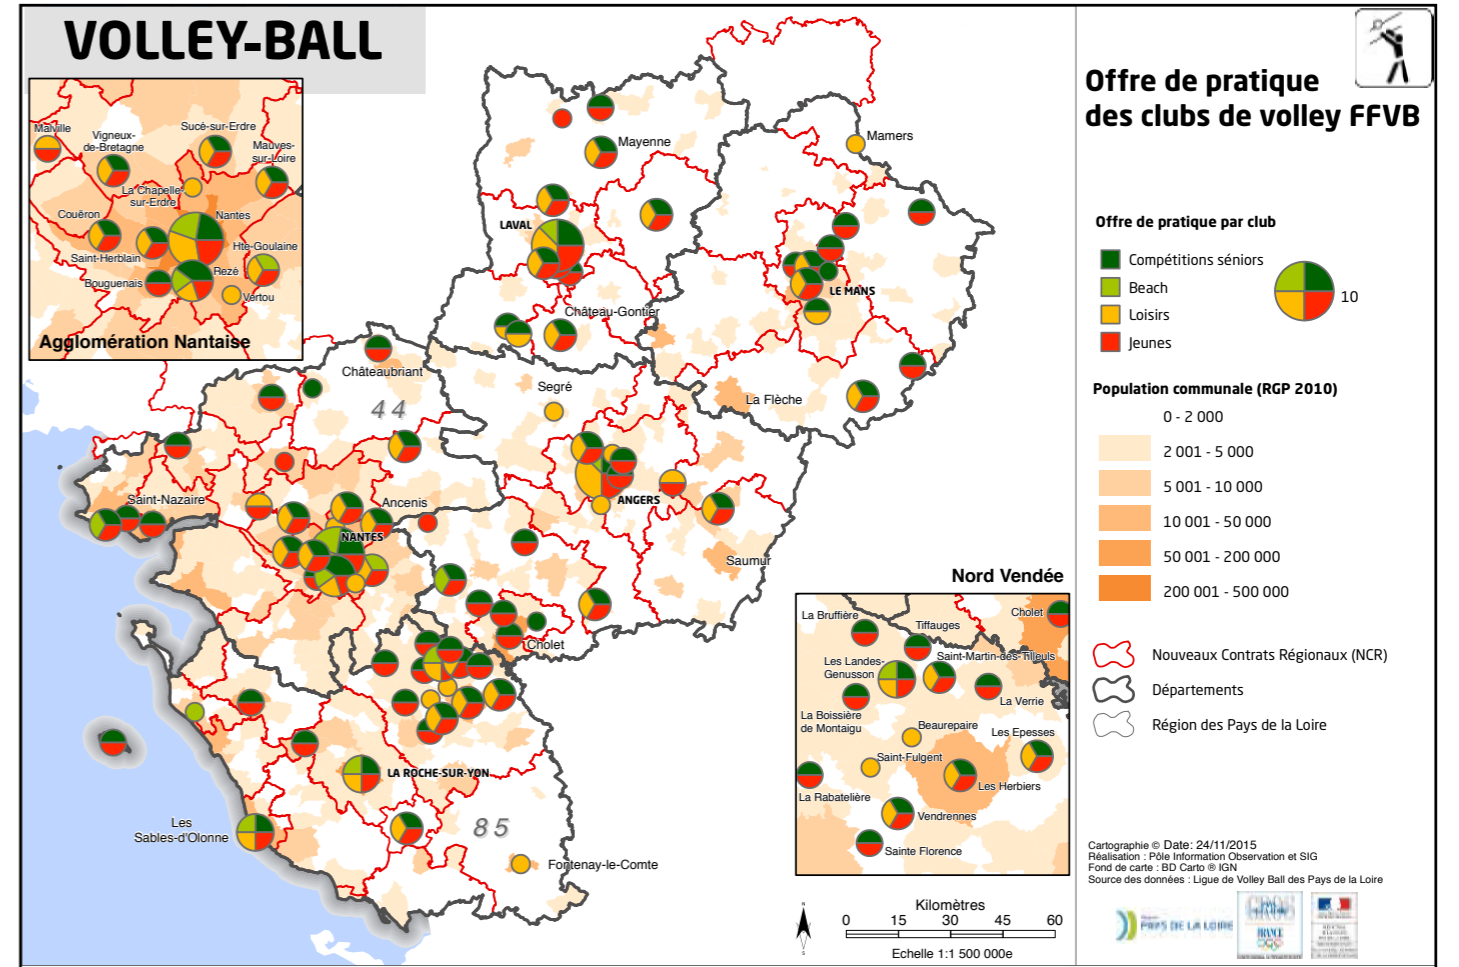 VOLLEY-BALL
Malville
Vigneux-
de-Bretagne
Sucé-sur-Erdre
Mauves-
sur-Loire
La Chapelle-
sur-Erdre
Couëron
Nantes
Saint-Herblain
Hte-Goulaine
Rezé
Bouguenais
Vertou
Agglomération Nantaise
Mayenne
Mamers
LAVAL
LE MANS
Château-Gontier
Châteaubriant
44
Segré
La Flèche
Saint-Nazaire
Ancenis
ANGERS
NANTES
Saumur
Cholet
LA ROCHE-SUR-YON
Les
Sables-d'Olonne
85
Fontenay-le-Comte
Nord Vendée
La Bruffière
Tiffauges
Cholet
Les Landes-
Genusson
Saint-Martin-des-Tilleuls
La Verrie
La Boissière
de Montaigu
Beaurepaire
Les Epesses
Saint-Fulgent
La Rabatelière
Les Herbiers
Vendrennes
Sainte Florence
N
S
Kilomètres
0 15 30 45 60
Echelle 1:1 500 000e
Offre de pratique
des clubs de volley FFVB
Offre de pratique par club
Compétitions séniors
Beach
Loisirs
Jeunes
10
Population communale (RGP 2010)
0 - 2 000
2 001 - 5 000
5 001 - 10 000
10 001 - 50 000
50 001 - 200 000
200 001 - 500 000
Nouveaux Contrats Régionaux (NCR)
Départements
Région des Pays de la Loire
Cartographie © Date: 24/11/2015
Réalisation : Pôle Information Observation et SIG
Fond de carte : BD Carto ® IGN
Source des données : Ligue de Volley Ball des Pays de la Loire
PAYS DE LA LOIRE
CROS
FRANCE